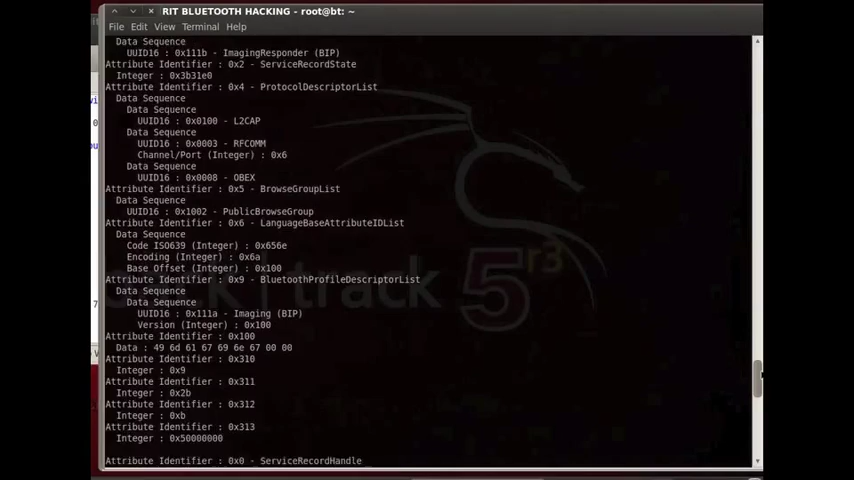 RIT BLUETOOTH HACKING - root@bt: ~
File Edit View Terminal Help
Data Sequence
UUID16 : 0x111b - ImagingResponder (BIP)
Attribute Identifier : 0x2 - ServiceRecordState
Integer : 0x3b31e0
Attribute Identifier : 0x4 - ProtocolDescriptorList
Data Sequence
Data Sequence
UUID16 : 0x0100 - L2CAP
Data Sequence
UUID16 : 0x0003 - RFCOMM
Channel/Port (Integer) : 0x6
Data Sequence
UUID16 : 0x0008 - OBEX
Attribute Identifier : 0x5 - BrowseGroupList
Data Sequence
UUID16 : 0x1002 - PublicBrowseGroup
Attribute Identifier : 0x6 - LanguageBaseAttributeIDList
Data Sequence
Code ISO639 (Integer) : 0x656e
Encoding (Integer) : 0x6a
Base Offset (Integer) : 0x100
Attribute Identifier : 0x9 - BluetoothProfileDescriptorList
Data Sequence
Data Sequence
UUID16 : 0x111a - Imaging (BIP)
Version (Integer) : 0x100
Attribute Identifier : 0x100
Data : 49 6d 61 67 69 6e 67 00 00
Attribute Identifier : 0x310
Integer : 0x9
Attribute Identifier : 0x311
Integer : 0x2b
Attribute Identifier : 0x312
Integer : 0xb
Attribute Identifier : 0x313
Integer : 0x50000000
Attribute Identifier : 0x0 - ServiceRecordHandle
track 5 r3